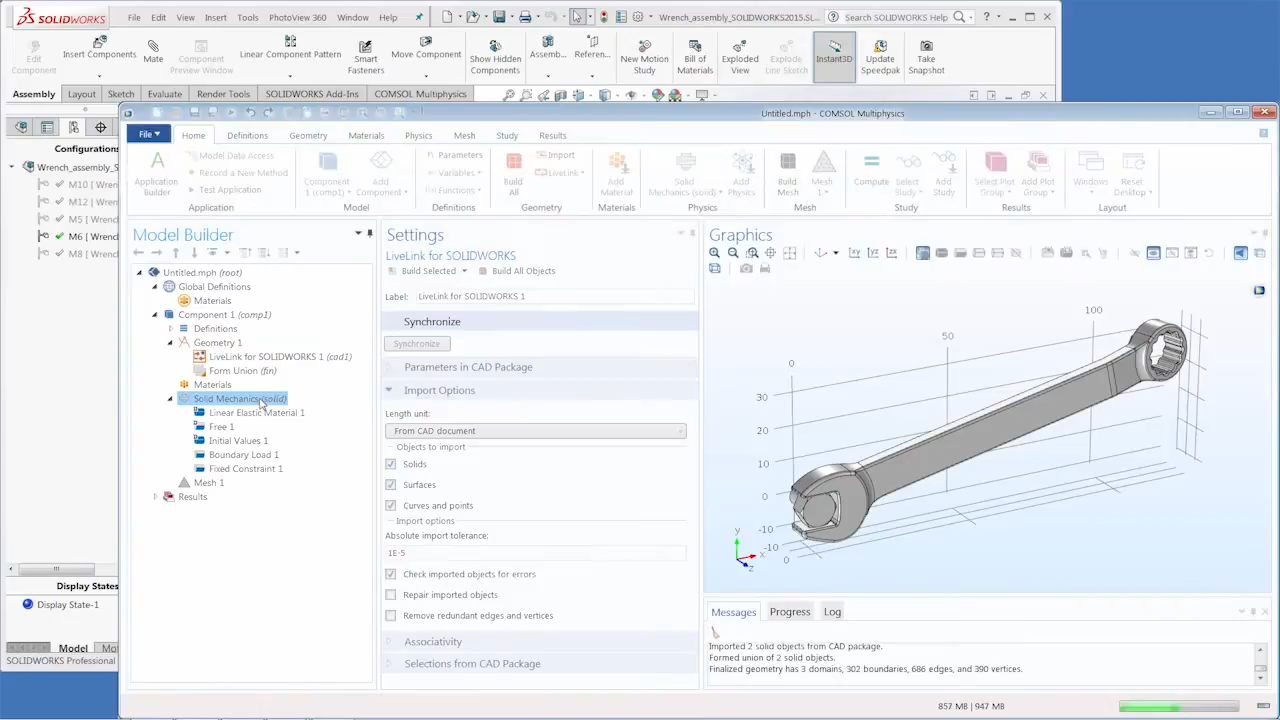 SOLIDWORKS
File Edit View Insert Tools PhotoView 360 Window Help
Wrench_assembly_SOLIDWORKS2015.SL...
Search SOLIDWORKS Help
Edit Component
Insert Components
Mate
Component Preview Window
Linear Component Pattern
Smart Fasteners
Move Component
Show Hidden Components
Assemb...
Referen...
New Motion Study
Bill of Materials
Exploded View
Explode Line Sketch
Instant3D
Update Speedpak
Take Snapshot
Assembly Layout Sketch Evaluate Render Tools SOLIDWORKS Add-Ins COMSOL Multiphysics
Configurations
Wrench_assembly_S
M10 [ Wren
M12 [ Wren
M5 [ Wrenc
M6 [ Wrenc
M8 [ Wrenc
Display States
Display State-1
Model Mo
SOLIDWORKS Professional
Untitled.mph - COMSOL Multiphysics
File Home Definitions Geometry Materials Physics Mesh Study Results
Application Builder
Model Data Access
Record a New Method
Test Application
Application
Component 1 (comp1)
Add Component
Model
Parameters
Variables
Functions
Definitions
Build All
Import
LiveLink
Geometry
Add Material
Materials
Solid Mechanics (solid)
Add Physics
Physics
Build Mesh
Mesh 1
Mesh
Compute
Select Study
Add Study
Study
Select Plot Group
Add Plot Group
Results
Windows
Reset Desktop
Layout
Model Builder
Untitled.mph (root)
Global Definitions
Materials
Component 1 (comp1)
Definitions
Geometry 1
LiveLink for SOLIDWORKS 1 (cad1)
Form Union (fin)
Materials
Solid Mechanics (solid)
Linear Elastic Material 1
Free 1
Initial Values 1
Boundary Load 1
Fixed Constraint 1
Mesh 1
Results
Settings
LiveLink for SOLIDWORKS
Build Selected Build All Objects
Label: LiveLink for SOLIDWORKS 1
Synchronize
Synchronize
Parameters in CAD Package
Import Options
Length unit:
From CAD document
Objects to import
Solids
Surfaces
Curves and points
Import options
Absolute import tolerance:
1E-5
Check imported objects for errors
Repair imported objects
Remove redundant edges and vertices
Associativity
Selections from CAD Package
Graphics
100
50
0
30
20
10
0
-10
-10
0
y
x
z
Messages Progress Log
Imported 2 solid objects from CAD package.
Formed union of 2 solid objects.
Finalized geometry has 3 domains, 302 boundaries, 686 edges, and 390 vertices.
857 MB | 947 MB